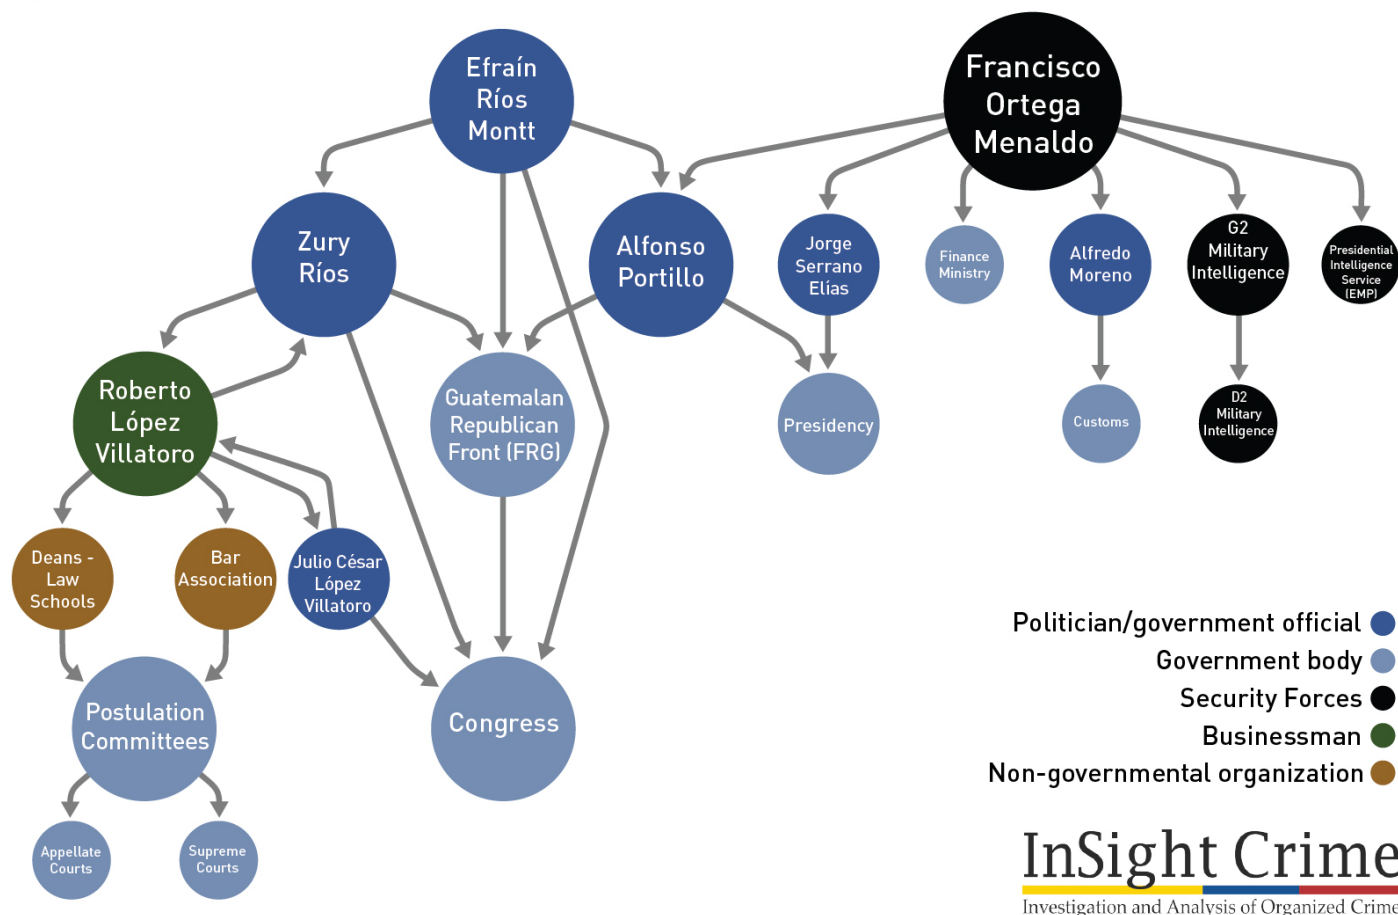 Efraín
Ríos
Montt
Francisco
Ortega
Menaldo
Zury
Ríos
Alfonso
Portillo
Jorge
Serrano
Elías
Finance
Ministry
Alfredo
Moreno
G2
Military
Intelligence
Presidential
Intelligence
Service
(EMP)
Roberto
López
Villatoro
Guatemalan
Republican
Front (FRG)
Presidency
Customs
D2
Military
Intelligence
Deans -
Law
Schools
Bar
Association
Julio César
López
Villatoro
Postulation
Committees
Congress
Appellate
Courts
Supreme
Courts
Politician/government official
Government body
Security Forces
Businessman
Non-governmental organization
InSight Crime
Investigation and Analysis of Organized Crime